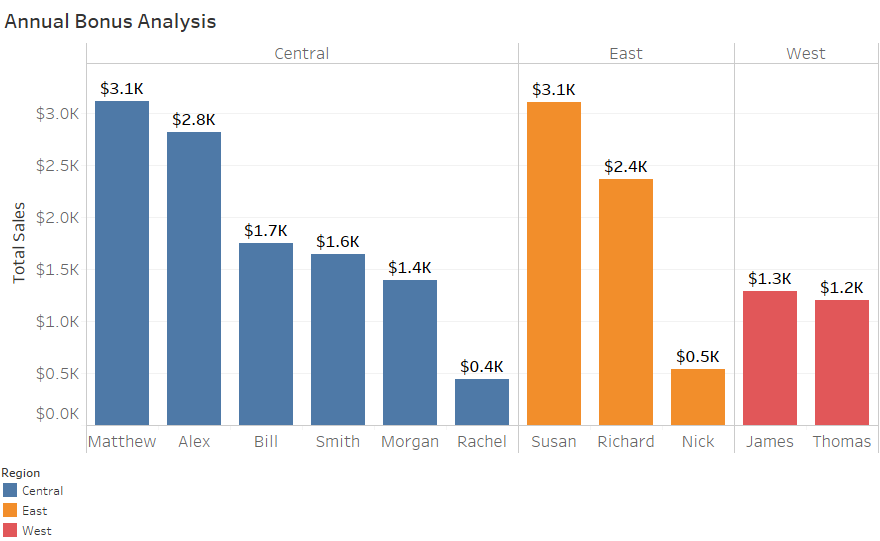 Annual Bonus Analysis
Central East West
$3.1K $2.8K $1.7K $1.6K $1.4K $0.4K $3.1K $2.4K $0.5K $1.3K $1.2K
Total Sales
$3.0K
$2.5K
$2.0K
$1.5K
$1.0K
$0.5K
$0.0K
Matthew Alex Bill Smith Morgan Rachel Susan Richard Nick James Thomas
Region
Central
East
West